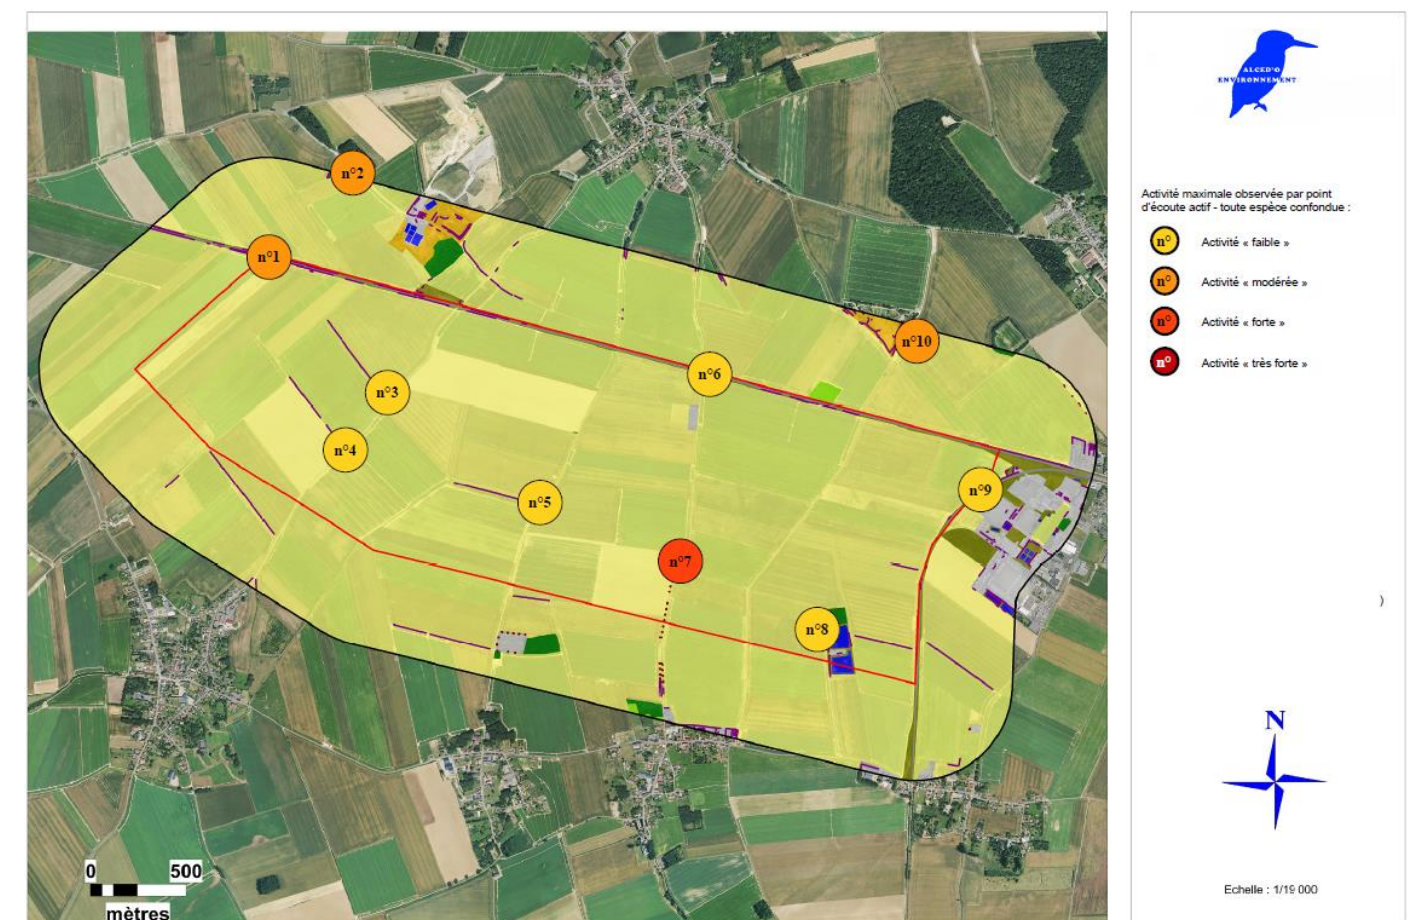 ALCED'O
ENVIRONNEMENT
Activité maximale observée par point
d'écoute actif - toute espèce confondue :
n° Activité « faible »
n° Activité « modérée »
n° Activité « forte »
n° Activité « très forte »
n°2
n°1
n°10
n°6
n°3
n°4
n°9
n°5
n°7
n°8
)
N
0 500
mètres
Echelle : 1/19 000